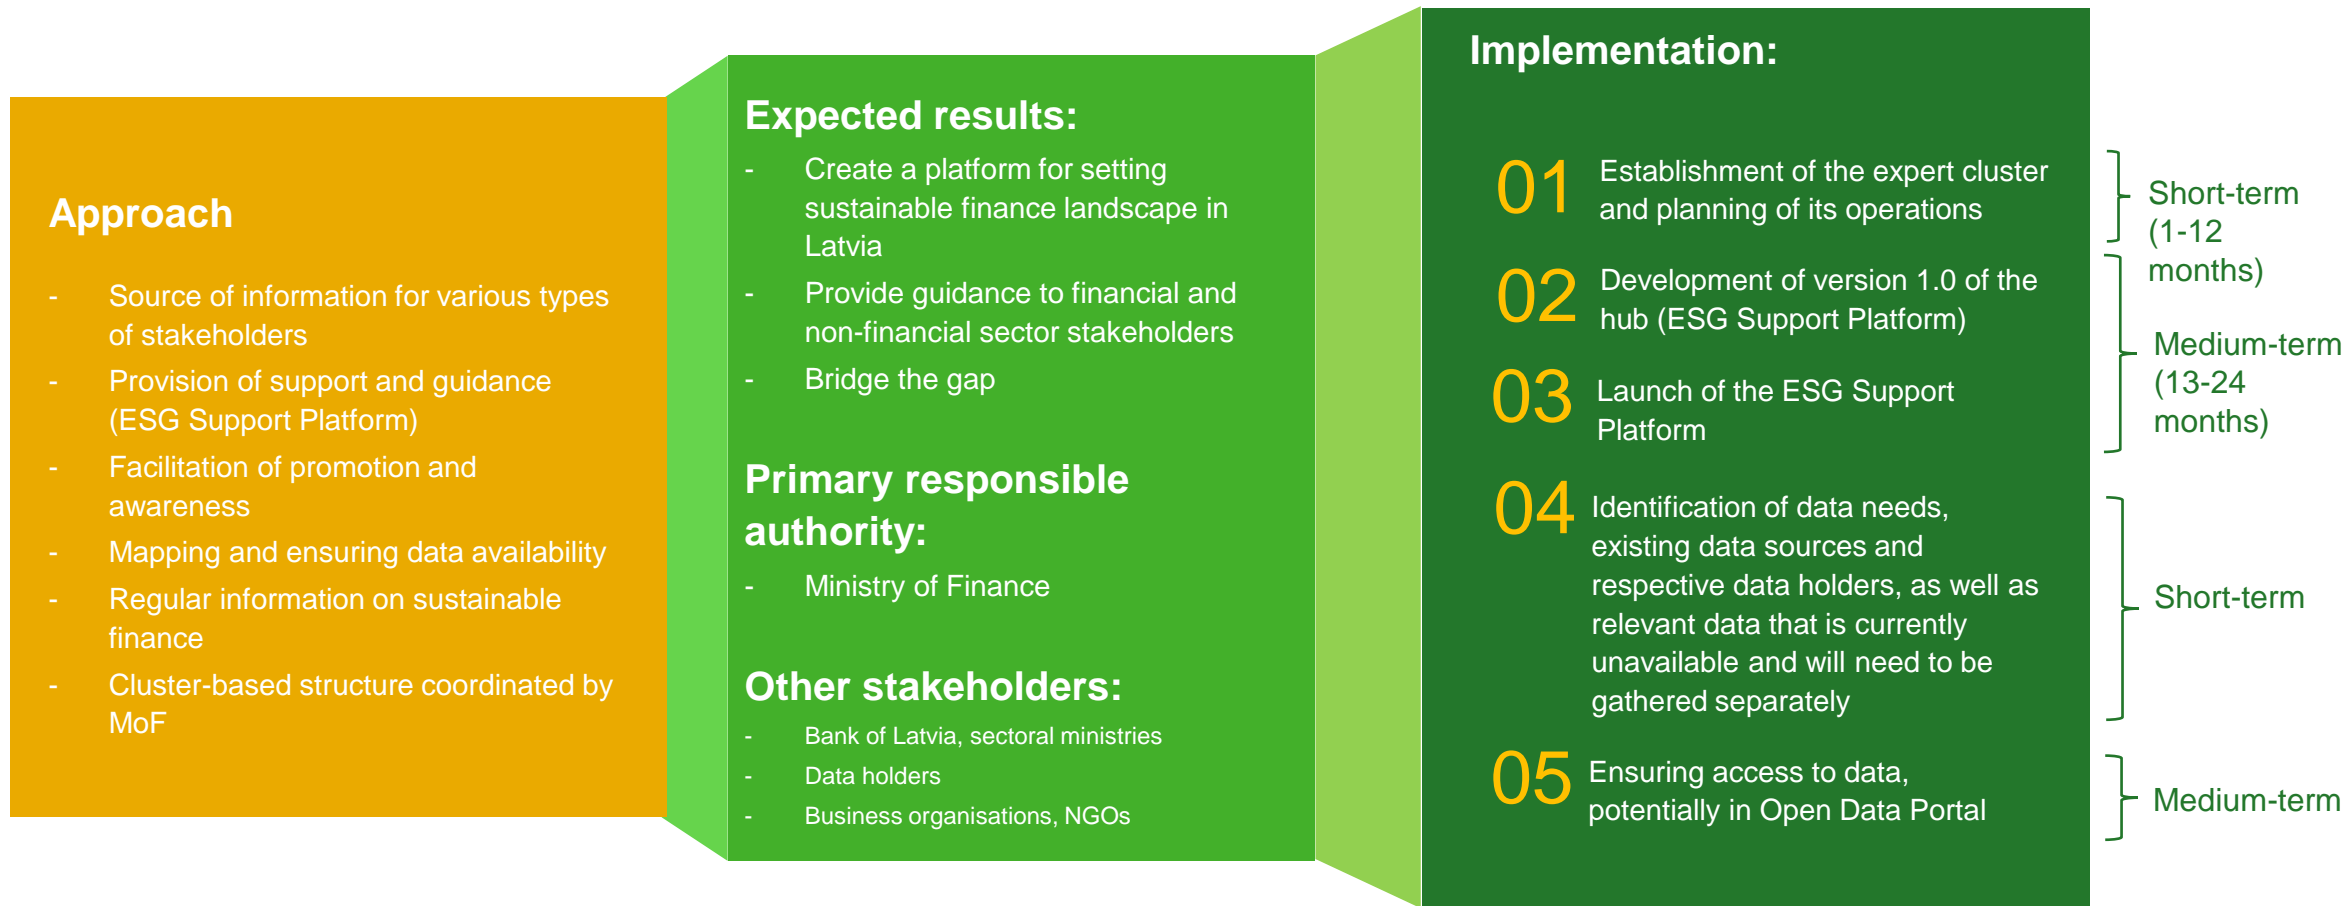 Approach
- Source of information for various types
of stakeholders
- Provision of support and guidance
(ESG Support Platform)
- Facilitation of promotion and
awareness
- Mapping and ensuring data availability
- Regular information on sustainable
finance
- Cluster-based structure coordinated by
MoF
Expected results:
- Create a platform for setting
sustainable finance landscape in
Latvia
- Provide guidance to financial and
non-financial sector stakeholders
- Bridge the gap
Primary responsible
authority:
- Ministry of Finance
Other stakeholders:
- Bank of Latvia, sectoral ministries
- Data holders
- Business organisations, NGOs
Implementation:
01 Establishment of the expert cluster
and planning of its operations
Short-term
(1-12
months)
02 Development of version 1.0 of the
hub (ESG Support Platform)
03 Launch of the ESG Support
Platform
Medium-term
(13-24
months)
04 Identification of data needs,
existing data sources and
respective data holders, as well as
relevant data that is currently
unavailable and will need to be
gathered separately
Short-term
05 Ensuring access to data,
potentially in Open Data Portal
Medium-term